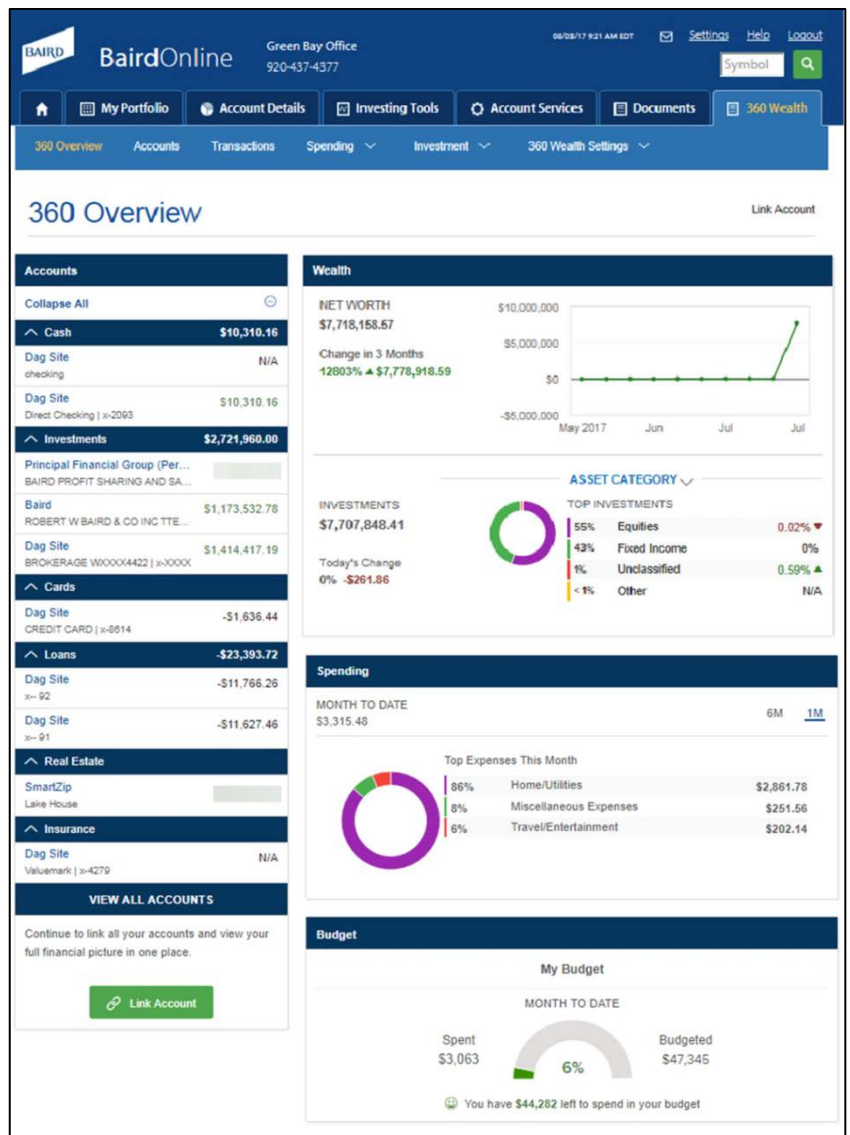 BAIRD
BairdOnline
Green Bay Office
920-437-4377
08/03/17 9:21 AM EDT
Settings
Help
Logout
Symbol
My Portfolio
Account Details
Investing Tools
Account Services
Documents
360 Wealth
360 Overview
Accounts
Transactions
Spending
Investment
360 Wealth Settings
360 Overview
Link Account
Accounts
Collapse All
Cash $10,310.16
Dag Site N/A
checking
Dag Site $10,310.16
Direct Checking | x-2093
Investments $2,721,960.00
Principal Financial Group (Per...
BAIRD PROFIT SHARING AND SA...
Baird $1,173,532.78
ROBERT W BAIRD & CO INC TTE...
Dag Site $1,414,417.19
BROKERAGE WXXXX4422 | x-XXXX
Cards
Dag Site -$1,636.44
CREDIT CARD | x-8614
Loans -$23,393.72
Dag Site -$11,766.26
x-- 92
Dag Site -$11,627.46
x-- 91
Real Estate
SmartZip
Lake House
Insurance
Dag Site N/A
Valuemark | x-4279
VIEW ALL ACCOUNTS
Continue to link all your accounts and view your
full financial picture in one place.
Link Account
Wealth
NET WORTH
$7,718,158.57
Change in 3 Months
12803% ▲ $7,778,918.59
$10,000,000
$5,000,000
$0
-$5,000,000
May 2017 Jun Jul Jul
INVESTMENTS
$7,707,848.41
Today's Change
0% -$261.86
ASSET CATEGORY
TOP INVESTMENTS
55% Equities 0.02% ▼
43% Fixed Income 0%
1% Unclassified 0.59% ▲
< 1% Other N/A
Spending
MONTH TO DATE
$3,315.48
6M 1M
Top Expenses This Month
86% Home/Utilities $2,861.78
8% Miscellaneous Expenses $251.56
6% Travel/Entertainment $202.14
Budget
My Budget
MONTH TO DATE
Spent
$3,063
6%
Budgeted
$47,345
You have $44,282 left to spend in your budget